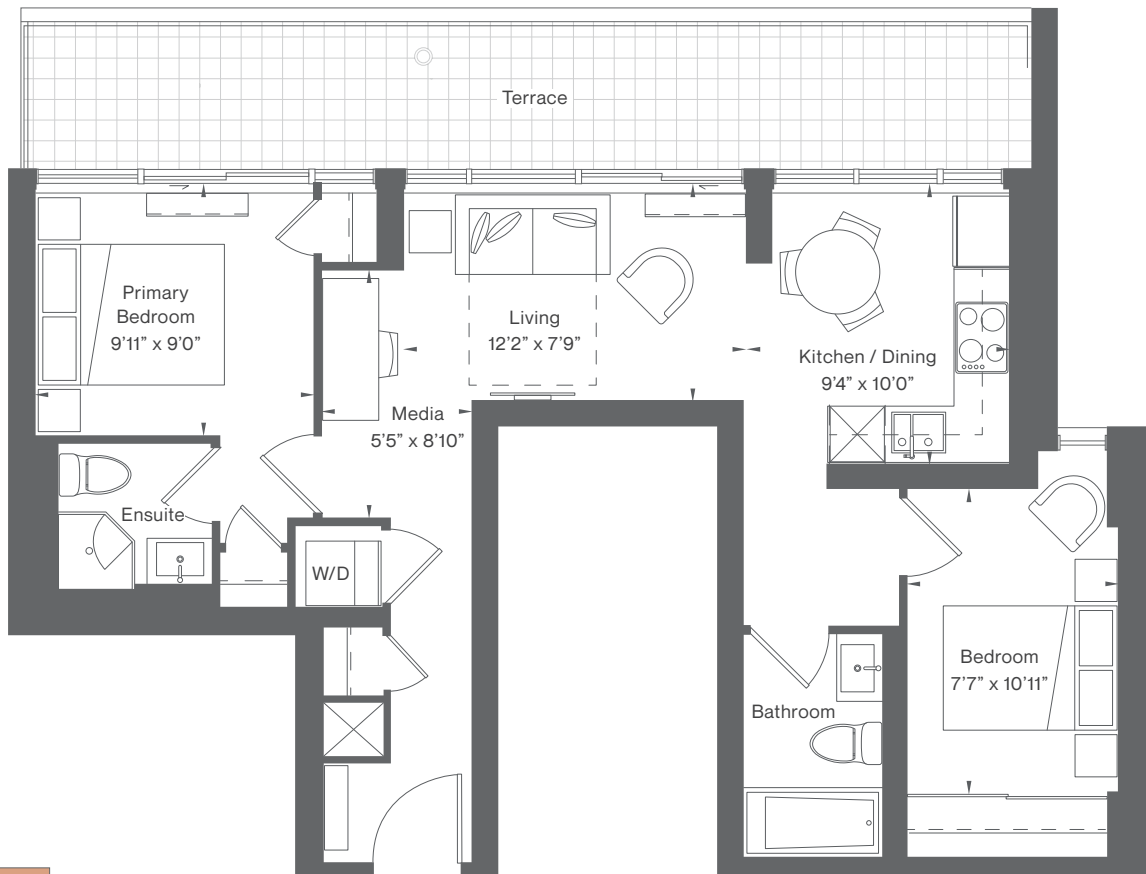 Terrace
Primary
Bedroom
9’11” x 9’0”
Living
12’2” x 7’9”
Kitchen / Dining
9’4” x 10’0”
Media
5’5” x 8’10”
Ensuite
W/D
Bedroom
7’7” x 10’11”
Bathroom